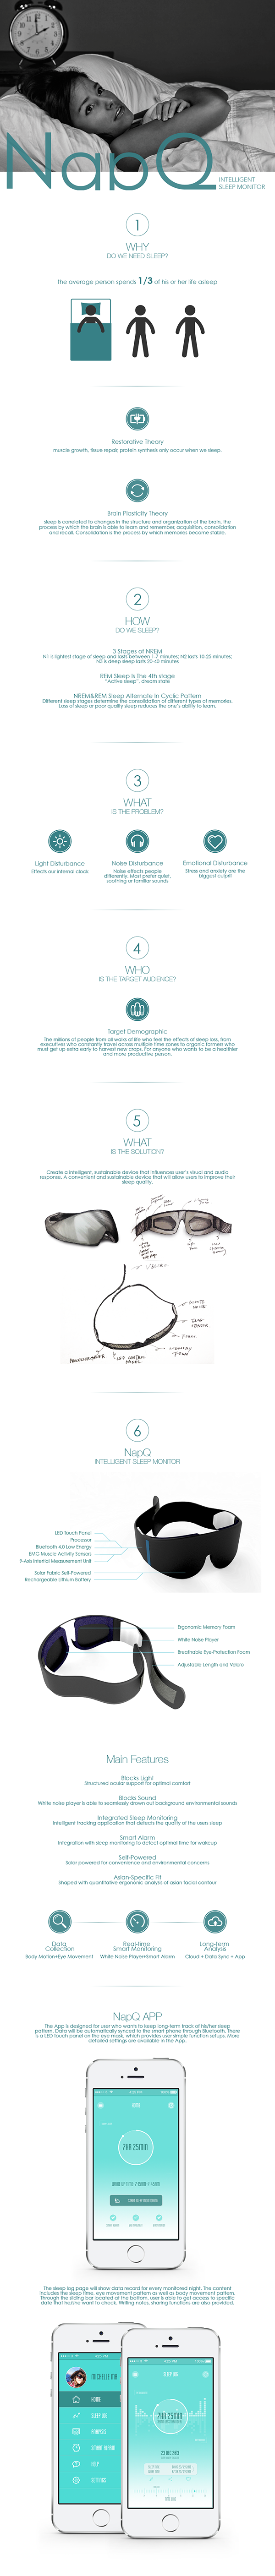 NapQ
INTELLIGENT
SLEEP MONITOR
1
WHY
DO WE NEED SLEEP?
the average person spends 1/3 of his or her life asleep
Restorative Theory
muscle growth, tissue repair, protein synthesis only occur when we sleep.
Brain Plasticity Theory
sleep is correlated to changes in the structure and organization of the brain, the
process by which the brain is able to learn and remember, acquisition, consolidation
and recall. Consolidation is the process by which memories become stable.
2
HOW
DO WE SLEEP?
3 Stages of NREM
N1 is lightest stage of sleep and lasts between 1-7 minutes; N2 lasts 10-25 minutes;
N3 is deep sleep lasts 20-40 minutes
REM Sleep is The 4th stage
"Active sleep", dream state
NREM&REM Sleep Alternate in Cyclic Pattern
Different sleep stages determine the consolidation of different types of memories.
Loss of sleep or poor quality sleep reduces the one's ability to learn.
3
WHAT
IS THE PROBLEM?
Light Disturbance
Effects our internal clock
Noise Disturbance
Noise effects people
differently. Most prefer quiet,
soothing or familiar sounds
Emotional Disturbance
Stress and anxiety are the
biggest culprit
4
WHO
IS THE TARGET AUDIENCE?
Target Demographic
The millions of people from all walks of life who feel the effects of sleep loss, from
executives who constantly travel across multiple time zones to organic farmers who
must get up extra early to harvest new crops. For anyone who wants to be a healthier
and more productive person.
5
WHAT
IS THE SOLUTION?
Create a intelligent, sustainable device that influences user's visual and audio
response. A convenient and sustainable device that will allow users to improve their
sleep quality.
6
NapQ
INTELLIGENT SLEEP MONITOR
LED Touch Panel
Processor
Bluetooth 4.0 Low Energy
EMG Muscle Activity Sensors
9-Axis Intertial Measurement Unit
Solar Fabric Self-Powered
Rechargeable Lithium Battery
Ergonomic Memory Foam
White Noise Player
Breathable Eye-Protection Foam
Adjustable Length and Velcro
Main Features
Blocks Light
Structured ocular support for optimal comfort
Blocks Sound
White noise player is able to seamlessly drown out background environmental sounds
Integrated Sleep Monitoring
Intelligent tracking application that detects the quality of the users sleep
Smart Alarm
Integration with sleep monitoring to detect optimal time for wakeup
Self-Powered
Solar powered for convenience and environmental concerns
Asian-Specific Fit
Shaped with quantitative ergonomic analysis of asian facial contour
Data
Collection
Body Motion+Eye Movement
Real-time
Smart Monitoring
White Noise Player+Smart Alarm
Long-term
Analysis
Cloud + Data Sync + App
NapQ APP
The App is designed for user who wants to keep long-term track of his/her sleep
pattern. Data will be automatically synced to the smart phone through Bluetooth. There
is a LED touch panel on the eye mask, which provides user simple function setups. More
detailed settings are available in the App.
HOME
7HR 25MIN
START SLEEP MONITORING
The sleep log page will show data record for every monitored night. The content
includes the sleep time, eye movement pattern as well as body movement pattern.
Through the sliding bar located at the bottom, user is able to get access to specific
date that he/she want to check. Writing notes, sharing functions are also provided.
MICHELLE MA
HOME
SLEEP LOG
ANALYSIS
SMART ALARM
HELP
SETTINGS
SLEEP LOG
7HR 25MIN
23 DEC 2013